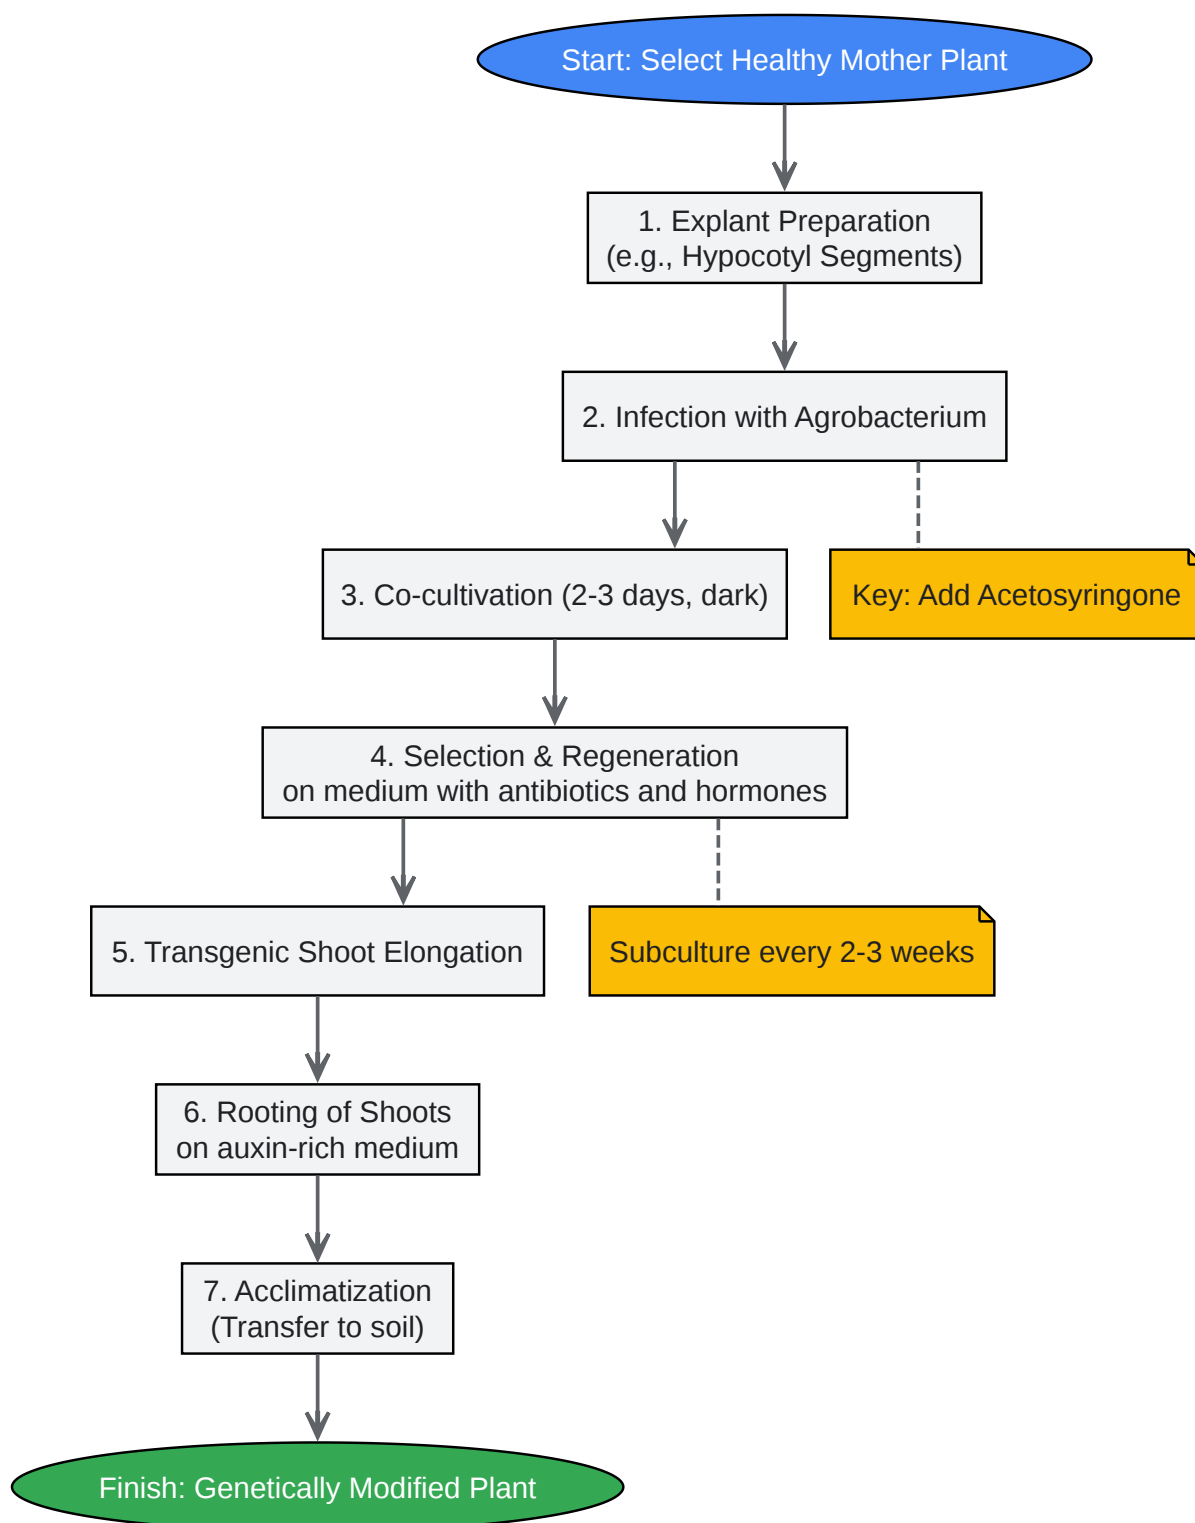 Start: Select Healthy Mother Plant
1. Explant Preparation
(e.g., Hypocotyl Segments)
2. Infection with Agrobacterium
3. Co-cultivation (2-3 days, dark)
Key: Add Acetosyringone
4. Selection & Regeneration
on medium with antibiotics and hormones
5. Transgenic Shoot Elongation
Subculture every 2-3 weeks
6. Rooting of Shoots
on auxin-rich medium
7. Acclimatization
(Transfer to soil)
Finish: Genetically Modified Plant